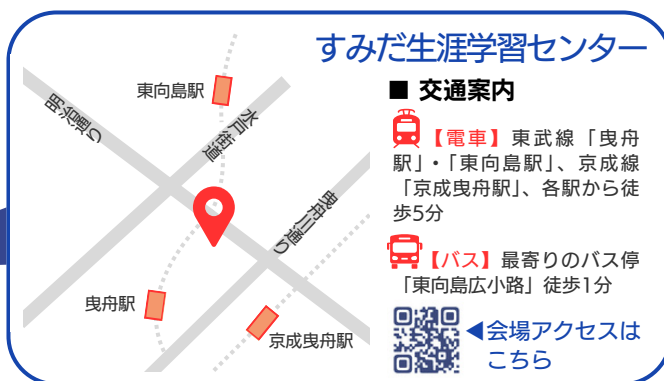 すみだ生涯学習センター
東向島駅
明治通り
水戸街道
曳舟川通り
曳舟駅
京成曳舟駅
■ 交通案内
【電車】東武線「曳舟
駅」・「東向島駅」、京成線
「京成曳舟駅」、各駅から徒
歩5分
【バス】最寄りのバス停
「東向島広小路」徒歩1分
◀会場アクセスは
こちら